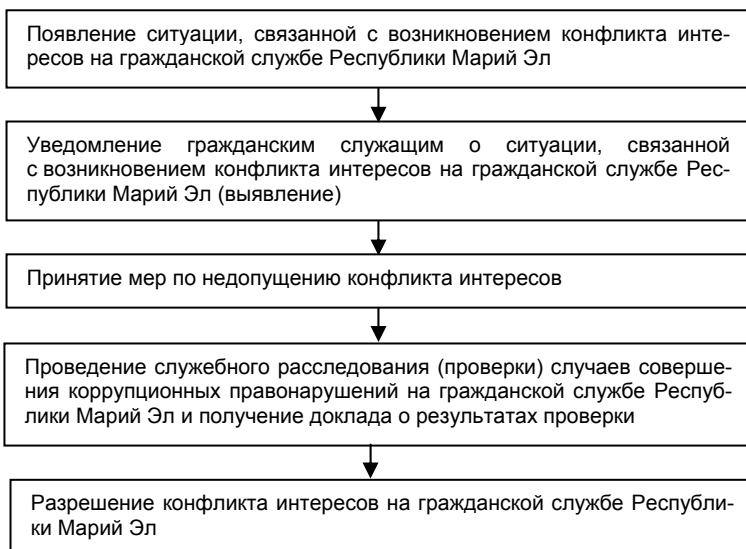 Появление ситуации, связанной с возникновением конфликта инте-
ресов на гражданской службе Республики Марий Эл
Уведомление гражданским служащим о ситуации, связанной
с возникновением конфликта интересов на гражданской службе Рес-
публики Марий Эл (выявление)
Принятие мер по недопущению конфликта интересов
Проведение служебного расследования (проверки) случаев соверше-
ния коррупционных правонарушений на гражданской службе Респуб-
лики Марий Эл и получение доклада о результатах проверки
Разрешение конфликта интересов на гражданской службе Республи-
ки Марий Эл